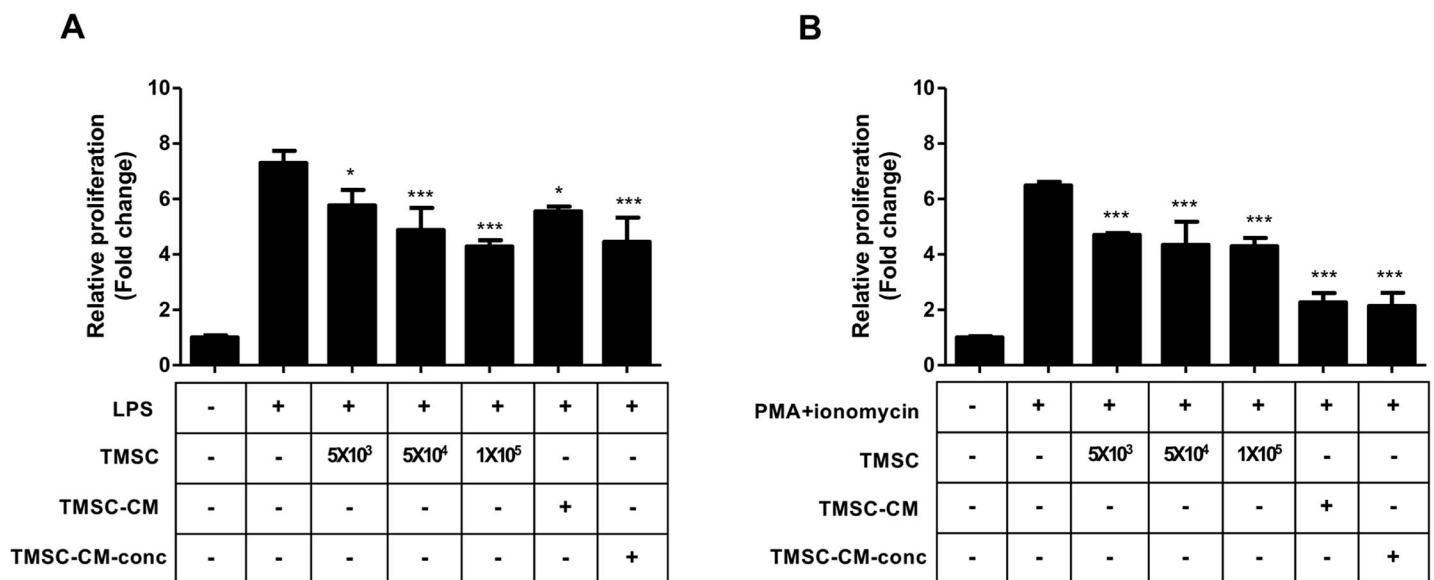 A
Relative proliferation
(Fold change)
10
8
6
4
2
0
* *** *** * ***
LPS - + + + + + +
TMSC - - 5X10³ 5X10⁴ 1X10⁵ - -
TMSC-CM - - - - - + -
TMSC-CM-conc - - - - - - +
B
Relative proliferation
(Fold change)
10
8
6
4
2
0
*** *** *** *** ***
PMA+ionomycin - + + + + + +
TMSC - - 5X10³ 5X10⁴ 1X10⁵ - -
TMSC-CM - - - - - + -
TMSC-CM-conc - - - - - - +